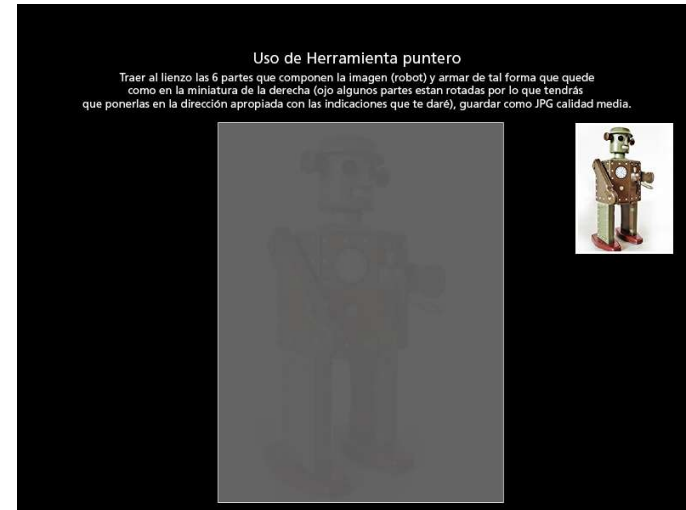 Uso de Herramienta puntero
Traer al lienzo las 6 partes que componen la imagen (robot) y armar de tal forma que quede
como en la miniatura de la derecha (ojo algunos partes estan rotadas por lo que tendrás
que ponerlas en la dirección apropiada con las indicaciones que te daré), guardar como JPG calidad media.